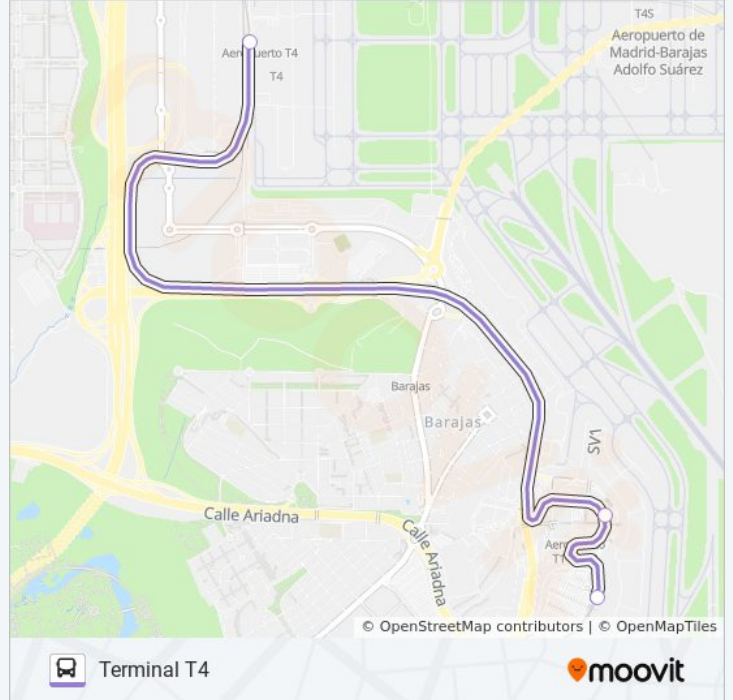 T4S
Aeropuerto de
Madrid-Barajas
Adolfo Suárez
T4
Barajas
Barajas
SVI
Calle Ariadna
Calle Ariadna
© OpenStreetMap contributors | © OpenMapTiles
Terminal T4
moovit